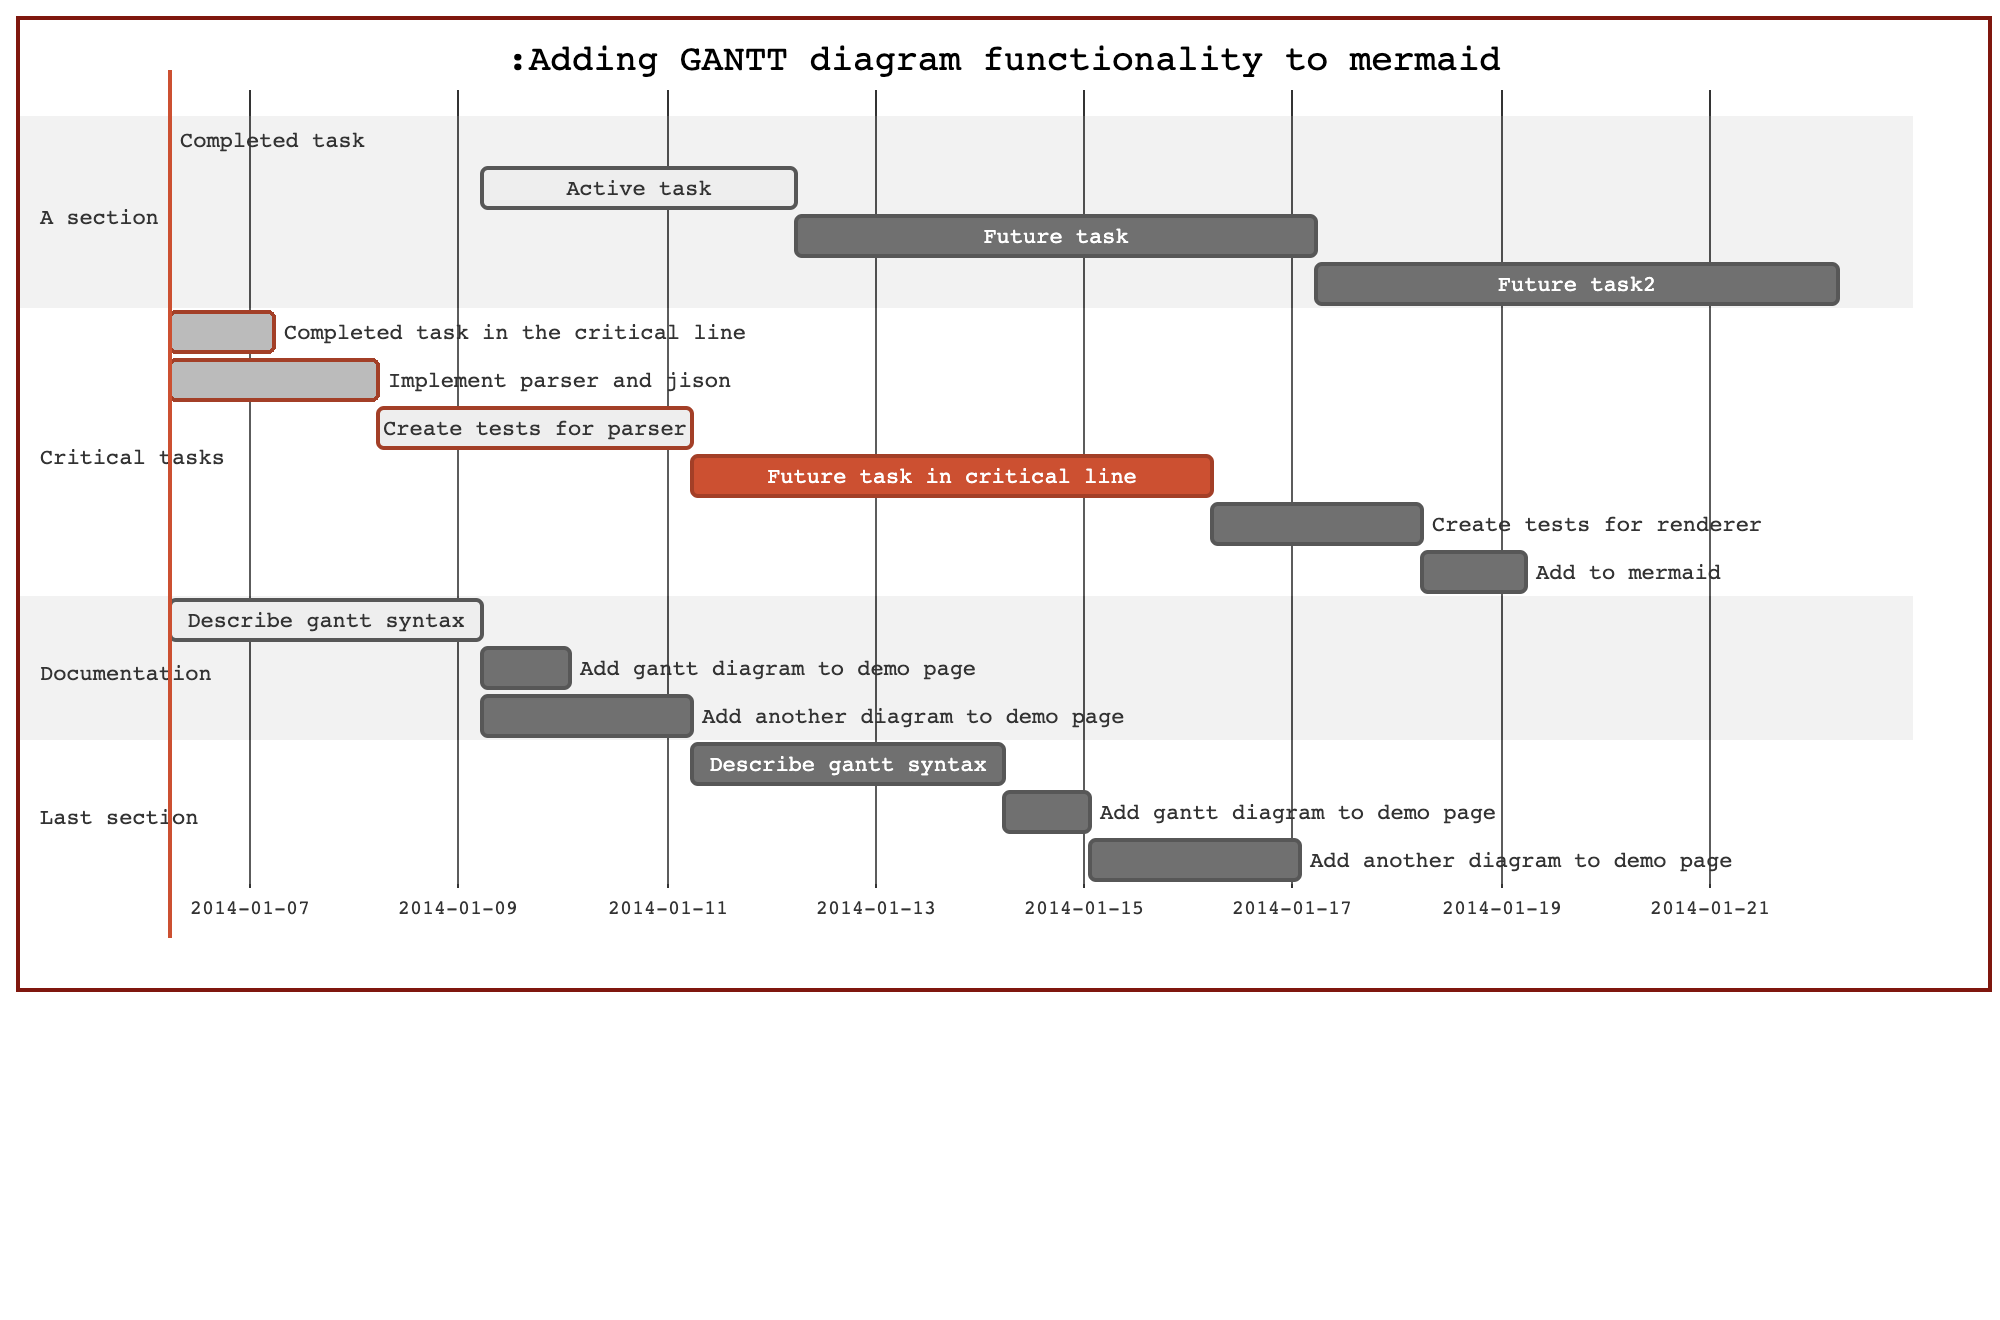 :Adding GANTT diagram functionality to mermaid
Completed task
Active task
A section
Future task
Future task2
Completed task in the critical line
Implement parser and jison
Create tests for parser
Critical tasks
Future task in critical line
Create tests for renderer
Add to mermaid
Describe gantt syntax
Documentation
Add gantt diagram to demo page
Add another diagram to demo page
Describe gantt syntax
Last section
Add gantt diagram to demo page
Add another diagram to demo page
2014-01-07 2014-01-09 2014-01-11 2014-01-13 2014-01-15 2014-01-17 2014-01-19 2014-01-21